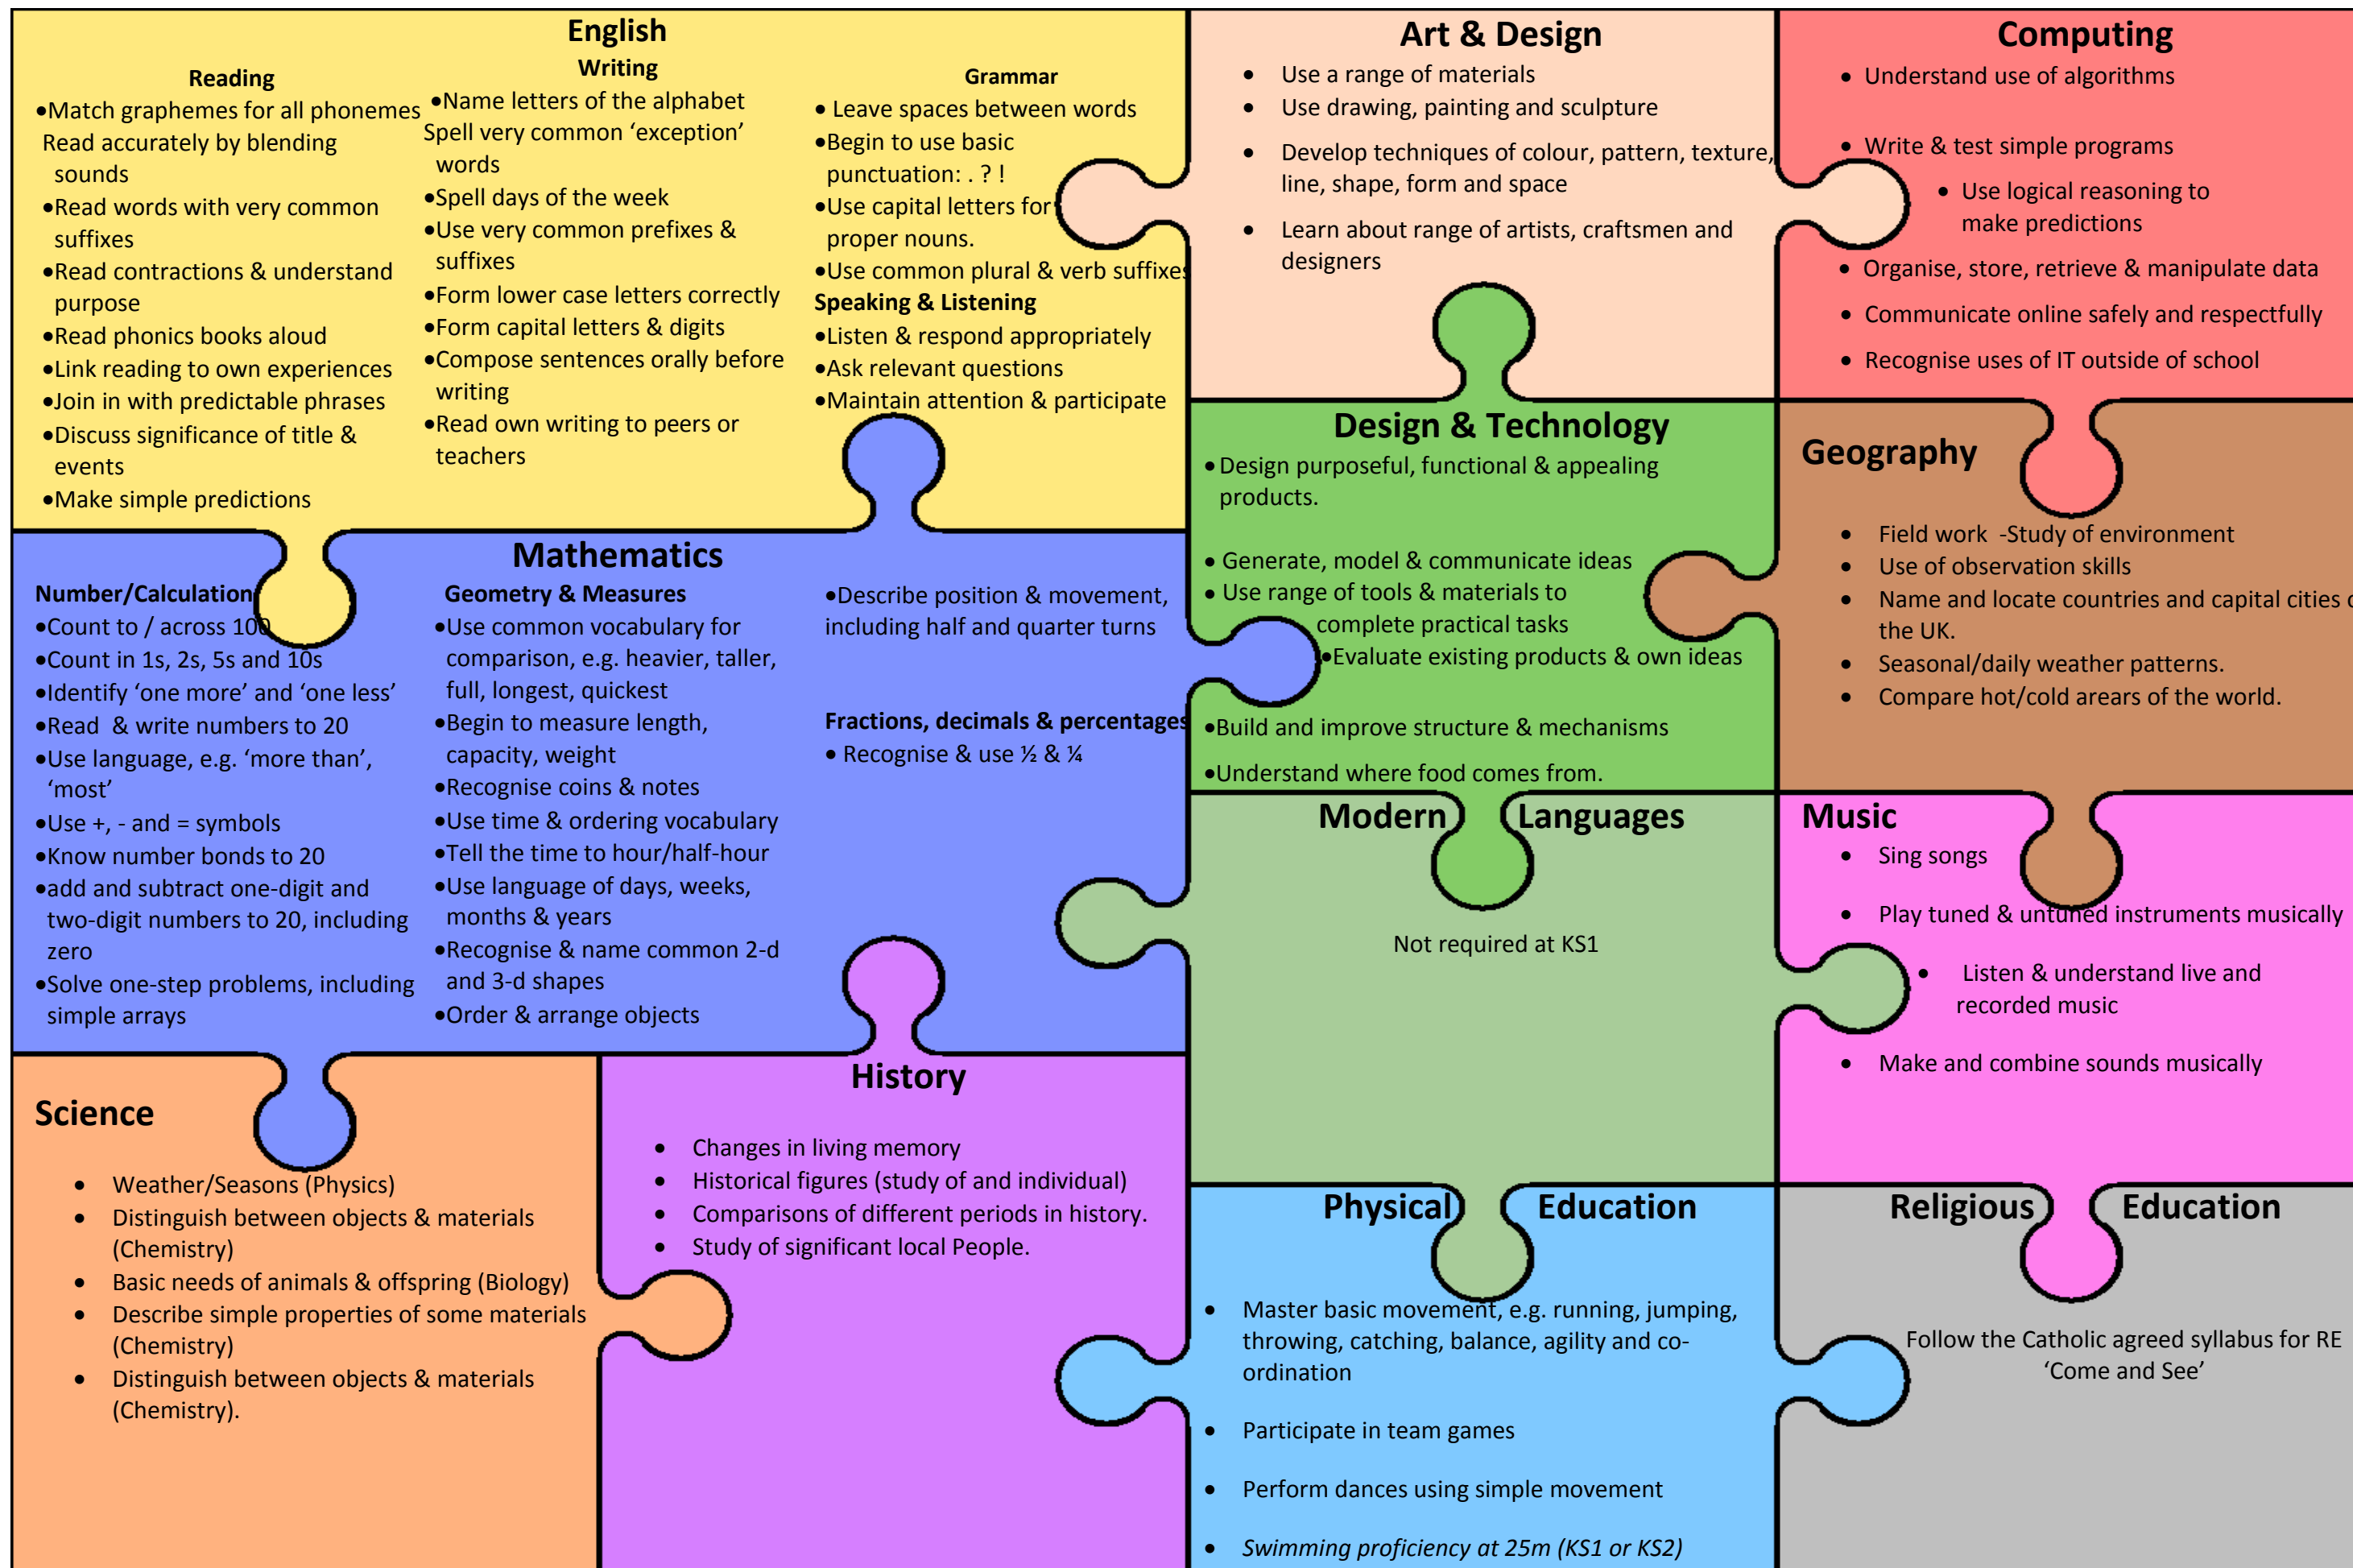 English
Reading
•Match graphemes for all phonemes
Read accurately by blending
sounds
•Read words with very common
suffixes
•Read contractions & understand
purpose
•Read phonics books aloud
•Link reading to own experiences
•Join in with predictable phrases
•Discuss significance of title &
events
•Make simple predictions
Writing
•Name letters of the alphabet
Spell very common ‘exception’
words
•Spell days of the week
•Use very common prefixes &
suffixes
•Form lower case letters correctly
•Form capital letters & digits
•Compose sentences orally before
writing
•Read own writing to peers or
teachers
Grammar
• Leave spaces between words
•Begin to use basic
punctuation: . ? !
•Use capital letters for
proper nouns.
•Use common plural & verb suffixes
Speaking & Listening
•Listen & respond appropriately
•Ask relevant questions
•Maintain attention & participate
Art & Design
• Use a range of materials
• Use drawing, painting and sculpture
• Develop techniques of colour, pattern, texture,
line, shape, form and space
• Learn about range of artists, craftsmen and
designers
Computing
• Understand use of algorithms
• Write & test simple programs
• Use logical reasoning to
make predictions
• Organise, store, retrieve & manipulate data
• Communicate online safely and respectfully
• Recognise uses of IT outside of school
Mathematics
Number/Calculation
•Count to / across 100
•Count in 1s, 2s, 5s and 10s
•Identify ‘one more’ and ‘one less’
•Read & write numbers to 20
•Use language, e.g. ‘more than’,
‘most’
•Use +, - and = symbols
•Know number bonds to 20
•add and subtract one-digit and
two-digit numbers to 20, including
zero
•Solve one-step problems, including
simple arrays
Geometry & Measures
•Use common vocabulary for
comparison, e.g. heavier, taller,
full, longest, quickest
•Begin to measure length,
capacity, weight
•Recognise coins & notes
•Use time & ordering vocabulary
•Tell the time to hour/half-hour
•Use language of days, weeks,
months & years
•Recognise & name common 2-d
and 3-d shapes
•Order & arrange objects
•Describe position & movement,
including half and quarter turns
Fractions, decimals & percentages
• Recognise & use ½ & ¼
Design & Technology
• Design purposeful, functional & appealing
products.
• Generate, model & communicate ideas
• Use range of tools & materials to
complete practical tasks
•Evaluate existing products & own ideas
•Build and improve structure & mechanisms
•Understand where food comes from.
Geography
• Field work -Study of environment
• Use of observation skills
• Name and locate countries and capital cities
the UK.
• Seasonal/daily weather patterns.
• Compare hot/cold arears of the world.
Modern Languages
Not required at KS1
Music
• Sing songs
• Play tuned & untuned instruments musically
• Listen & understand live and
recorded music
• Make and combine sounds musically
Science
• Weather/Seasons (Physics)
• Distinguish between objects & materials
(Chemistry)
• Basic needs of animals & offspring (Biology)
• Describe simple properties of some materials
(Chemistry)
• Distinguish between objects & materials
(Chemistry).
History
• Changes in living memory
• Historical figures (study of and individual)
• Comparisons of different periods in history.
• Study of significant local People.
Physical Education
• Master basic movement, e.g. running, jumping,
throwing, catching, balance, agility and co-
ordination
• Participate in team games
• Perform dances using simple movement
• Swimming proficiency at 25m (KS1 or KS2)
Religious Education
Follow the Catholic agreed syllabus for RE
‘Come and See’